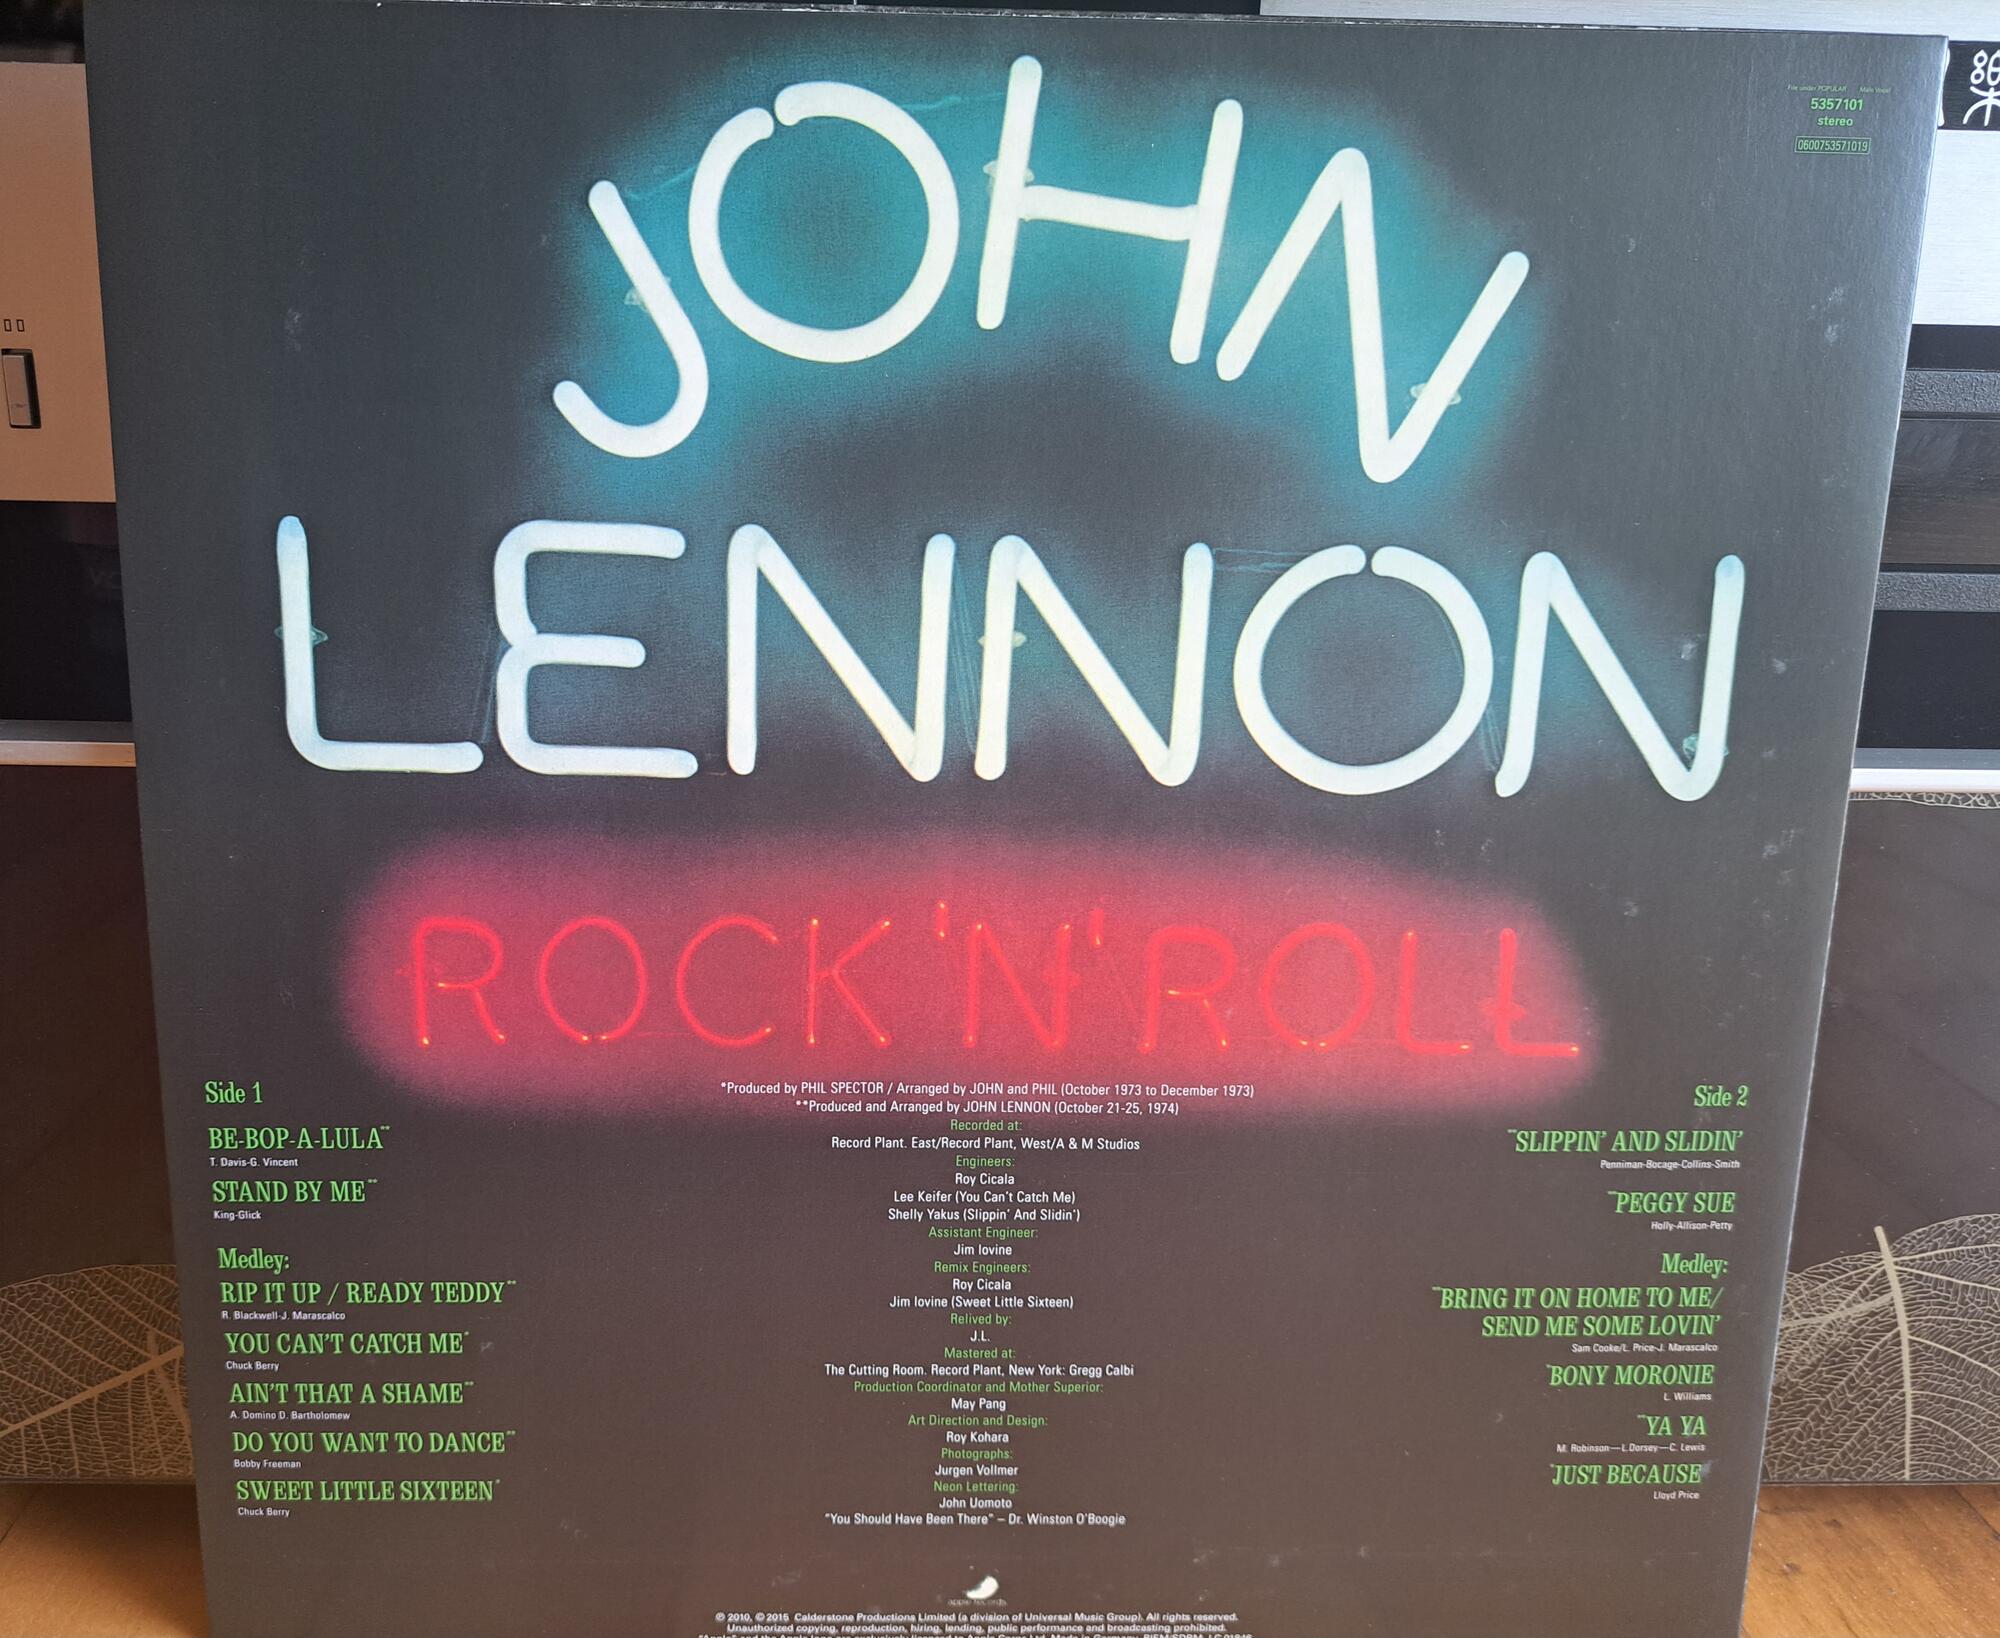 File under POPULAR Male Vocal
5357101
stereo
0600753571019
JOHN
LENNON
ROCK 'N' ROLL
Side 1
BE-BOP-A-LULA**
T. Davis-G. Vincent
STAND BY ME**
King-Glick
Medley:
RIP IT UP / READY TEDDY**
R. Blackwell-J. Marascalco
YOU CAN'T CATCH ME*
Chuck Berry
AIN'T THAT A SHAME**
A. Domino D. Bartholomew
DO YOU WANT TO DANCE**
Bobby Freeman
SWEET LITTLE SIXTEEN*
Chuck Berry
*Produced by PHIL SPECTOR / Arranged by JOHN and PHIL (October 1973 to December 1973)
**Produced and Arranged by JOHN LENNON (October 21-25, 1974)
Recorded at:
Record Plant. East/Record Plant, West/A & M Studios
Engineers:
Roy Cicala
Lee Keifer (You Can't Catch Me)
Shelly Yakus (Slippin' And Slidin')
Assistant Engineer:
Jim Iovine
Remix Engineers:
Roy Cicala
Jim Iovine (Sweet Little Sixteen)
Relived by:
J.L.
Mastered at:
The Cutting Room. Record Plant, New York: Gregg Calbi
Production Coordinator and Mother Superior:
May Pang
Art Direction and Design:
Roy Kohara
Photographs:
Jurgen Vollmer
Neon Lettering:
John Uomoto
"You Should Have Been There" – Dr. Winston O'Boogie
Side 2
**SLIPPIN' AND SLIDIN'
Penniman-Bocage-Collins-Smith
**PEGGY SUE
Holly-Allison-Petty
Medley:
**BRING IT ON HOME TO ME/
SEND ME SOME LOVIN'
Sam Cooke/L. Price-J. Marascalco
*BONY MORONIE
L. Williams
**YA YA
M. Robinson—L Dorsey—C. Lewis
*JUST BECAUSE
Lloyd Price
apple records
℗ 2010, © 2015 Calderstone Productions Limited (a division of Universal Music Group). All rights reserved.
Unauthorized copying, reproduction, hiring, lending, public performance and broadcasting prohibited.